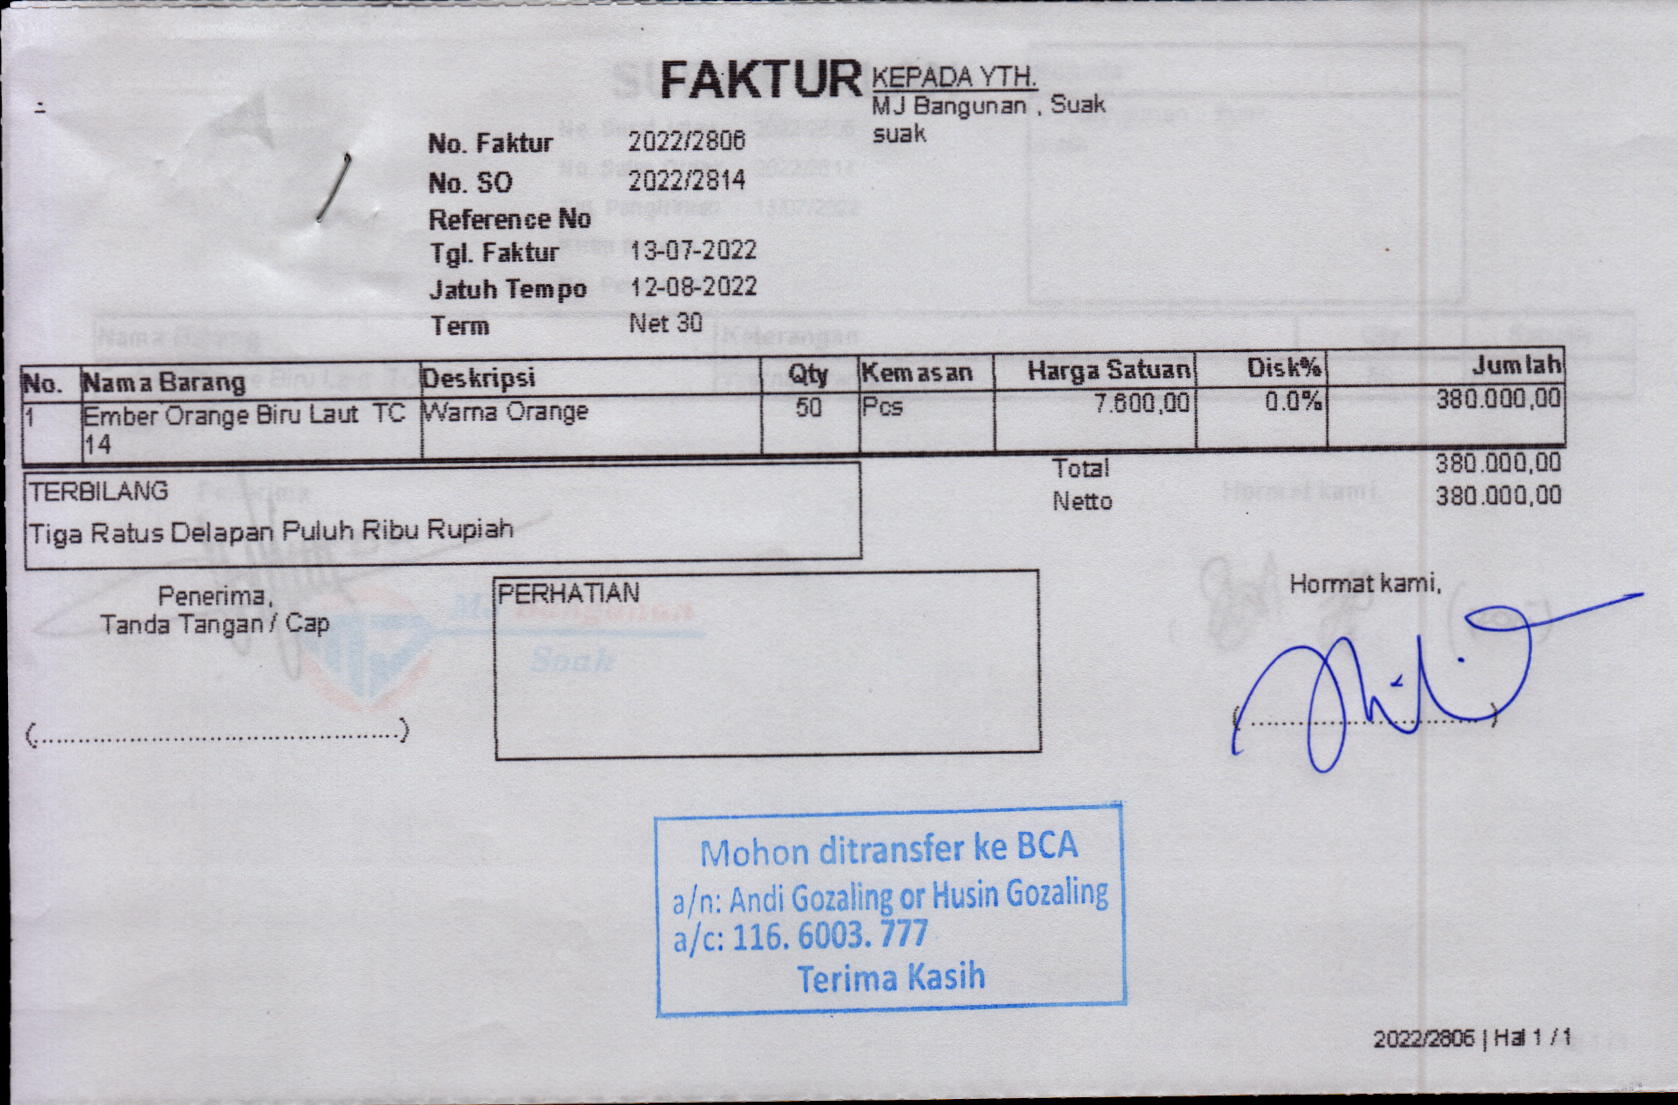 FAKTUR
KEPADA YTH.
MJ Bangunan , Suak
suak
No. Faktur 2022/2806
No. SO 2022/2814
Reference No
Tgl. Faktur 13-07-2022
Jatuh Tempo 12-08-2022
Term Net 30
No. Nama Barang Deskripsi Qty Kemasan Harga Satuan Disk% Jumlah
1 Ember Orange Biru Laut TC Warna Orange 50 Pcs 7.600,00 0.0% 380.000,00
14
Total 380.000,00
Netto 380.000,00
TERBILANG
Tiga Ratus Delapan Puluh Ribu Rupiah
Penerima,
Tanda Tangan / Cap
PERHATIAN
Hormat kami,
Mohon ditransfer ke BCA
a/n: Andi Gozaling or Husin Gozaling
a/c: 116. 6003. 777
Terima Kasih
2022/2806 | Hal 1 / 1